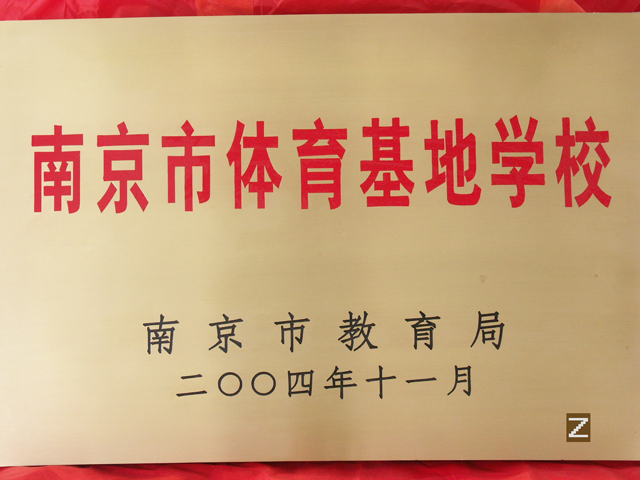 南京市体育基地学校
南京市教育局
二〇〇四年十一月
Z